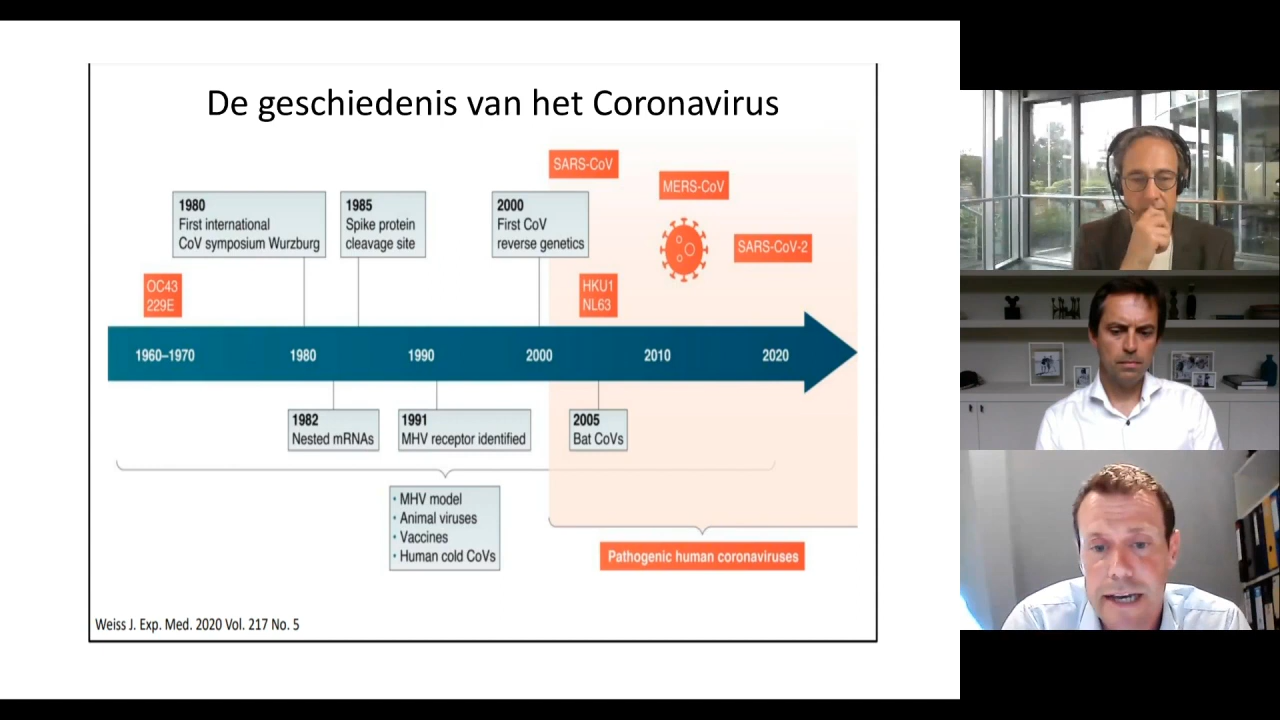 De geschiedenis van het Coronavirus
SARS-CoV
MERS-CoV
1980
First international
CoV symposium Wurzburg
1985
Spike protein
cleavage site
2000
First CoV
reverse genetics
SARS-CoV-2
OC43
229E
HKU1
NL63
1960–1970
1980
1990
2000
2010
2020
1982
Nested mRNAs
1991
MHV receptor identified
2005
Bat CoVs
• MHV model
• Animal viruses
• Vaccines
• Human cold CoVs
Pathogenic human coronaviruses
Weiss J. Exp. Med. 2020 Vol. 217 No. 5